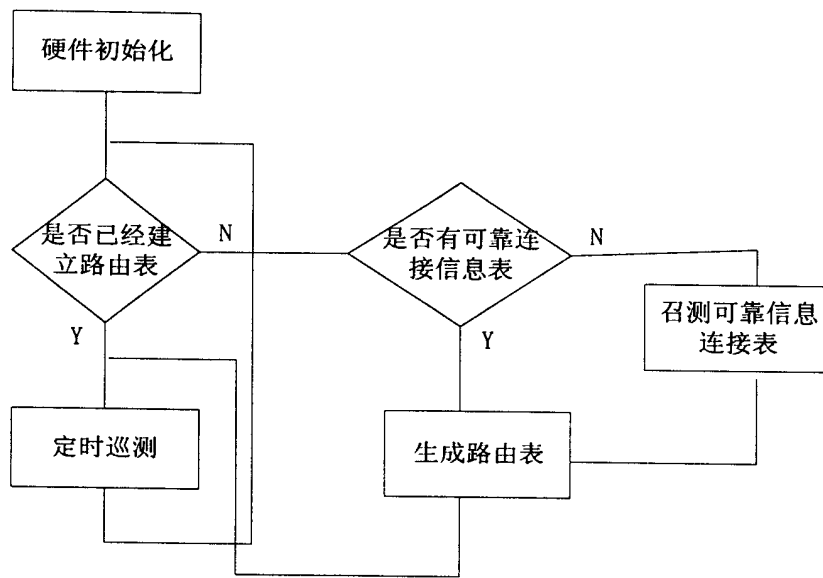 硬件初始化
是否已经建
立路由表
N
是否有可靠连
接信息表
N
召测可靠信息
连接表
Y
Y
定时巡测
生成路由表